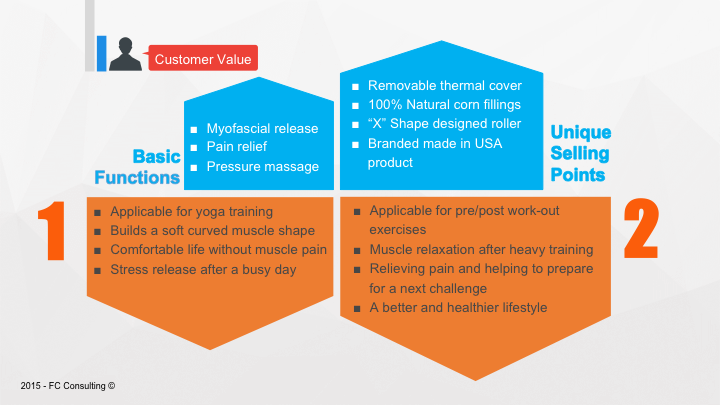 Customer Value
■ Removable thermal cover
■ 100% Natural corn fillings
■ “X” Shape designed roller
■ Branded made in USA
product
■ Myofascial release
■ Pain relief
■ Pressure massage
Basic
Functions
Unique
Selling
Points
1
■ Applicable for yoga training
■ Builds a soft curved muscle shape
■ Comfortable life without muscle pain
■ Stress release after a busy day
■ Applicable for pre/post work-out
exercises
■ Muscle relaxation after heavy training
■ Relieving pain and helping to prepare
for a next challenge
■ A better and healthier lifestyle
2
2015 - FC Consulting ©